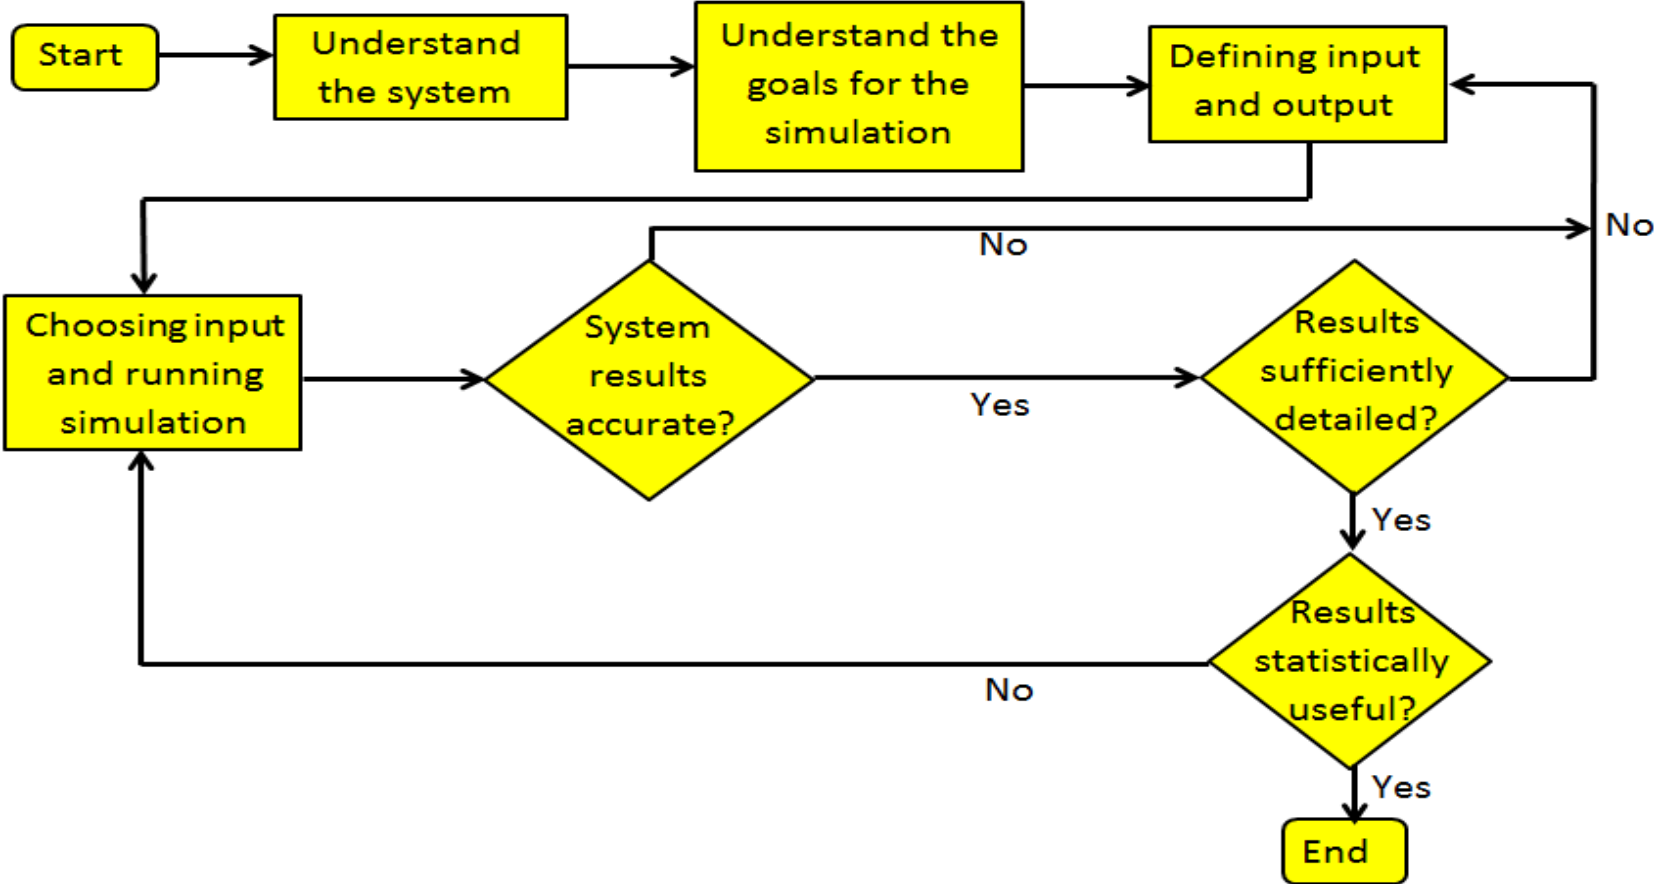 Start
Understand
the system
Understand the
goals for the
simulation
Defining input
and output
No
No
Choosing input
and running
simulation
System
results
accurate?
Yes
Results
sufficiently
detailed?
Yes
Results
statistically
useful?
No
Yes
End